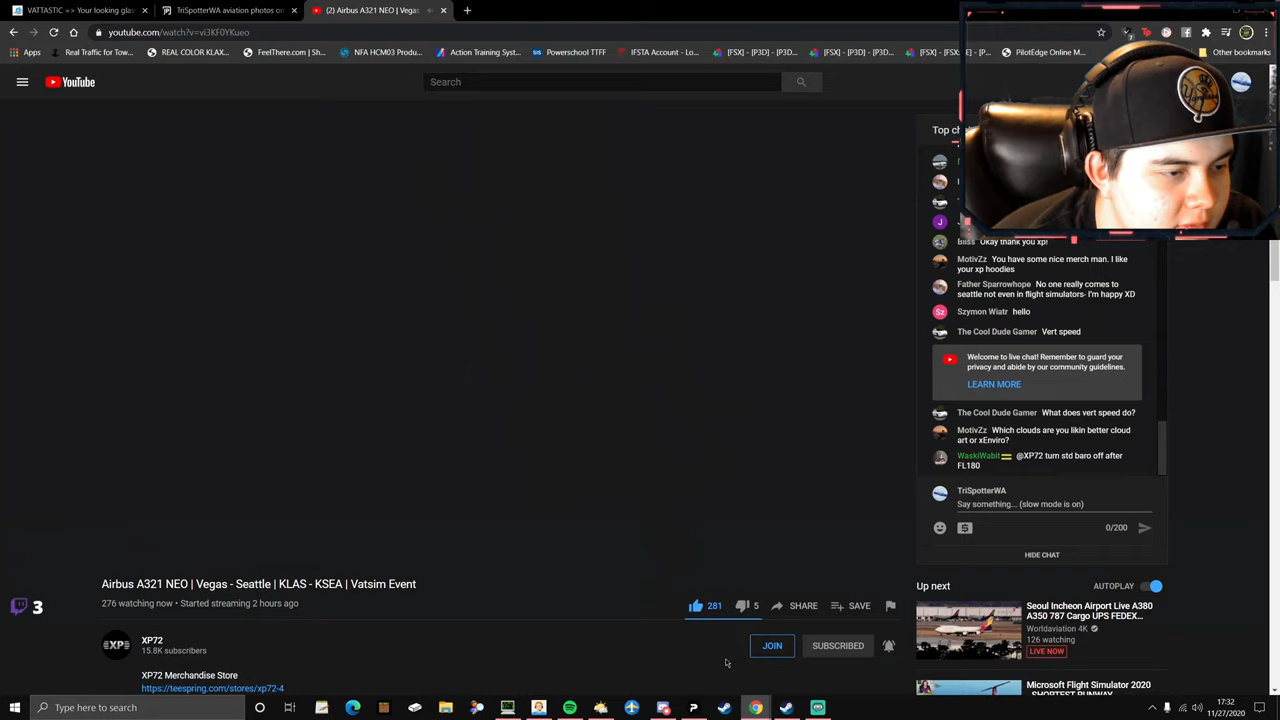 VATTASTIC => Your looking glas
TriSpotterWA aviation photos on
(2) Airbus A321 NEO | Vegas -
youtube.com/watch?v=vi3KF0YKueo
Apps
Real Traffic for Tow...
REAL COLOR KLAX...
FeelThere.com | Sh...
NFA HCM03 Produ...
Action Training Syst...
Powerschool TTFF
IFSTA Account - Lo...
[FSX] - [P3D] - [FSX...
[FSX] - [P3D] - [FSX...
[FSX] - [P3D] - [FSX...
PilotEdge Online M...
Other bookmarks
YouTube
Search
Top ch
Bliss Okay thank you xp!
MotivZz You have some nice merch man. I like
your xp hoodies
Father Sparrowhope No one really comes to
seattle not even in flight simulators- I'm happy XD
Sz Szymon Wiatr hello
The Cool Dude Gamer Vert speed
Welcome to live chat! Remember to guard your
privacy and abide by our community guidelines.
LEARN MORE
The Cool Dude Gamer What does vert speed do?
MotivZz Which clouds are you likin better cloud
art or xEnviro?
WaskiWabit @XP72 turn std baro off after
FL180
TriSpotterWA
Say something... (slow mode is on)
0/200
HIDE CHAT
Airbus A321 NEO | Vegas - Seattle | KLAS - KSEA | Vatsim Event
3
276 watching now • Started streaming 2 hours ago
281
5
SHARE
SAVE
XP
XP72
15.8K subscribers
JOIN
SUBSCRIBED
XP72 Merchandise Store
https://teespring.com/stores/xp72-4
Up next
AUTOPLAY
Seoul Incheon Airport Live A380
A350 787 Cargo UPS FEDEX...
Worldaviation 4K
126 watching
LIVE NOW
Microsoft Flight Simulator 2020
- SHORTEST RUNWAY
Type here to search
17:32
11/27/2020